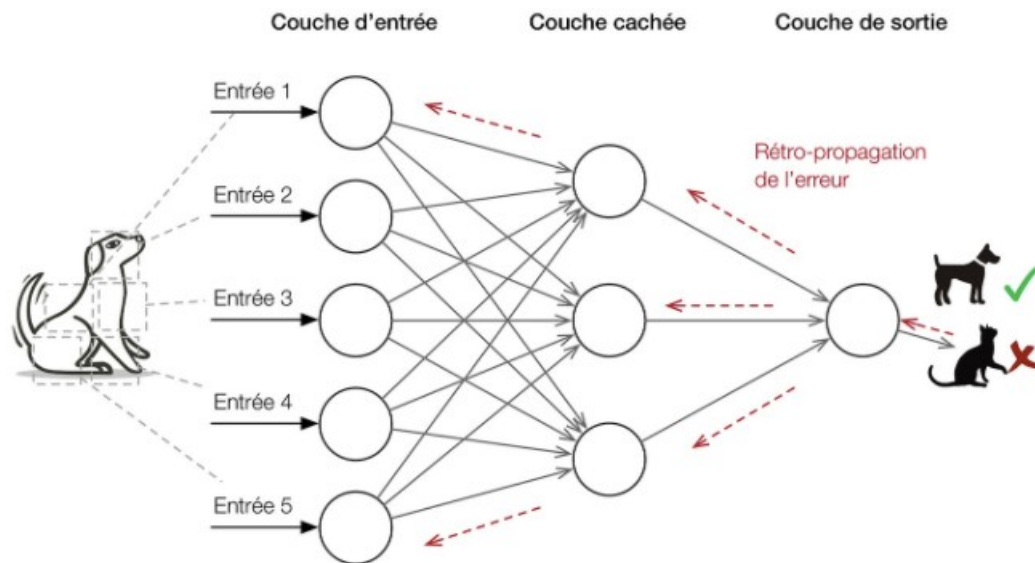 Couche d'entrée
Couche cachée
Couche de sortie
Entrée 1
Entrée 2
Entrée 3
Entrée 4
Entrée 5
Rétro-propagation
de l'erreur